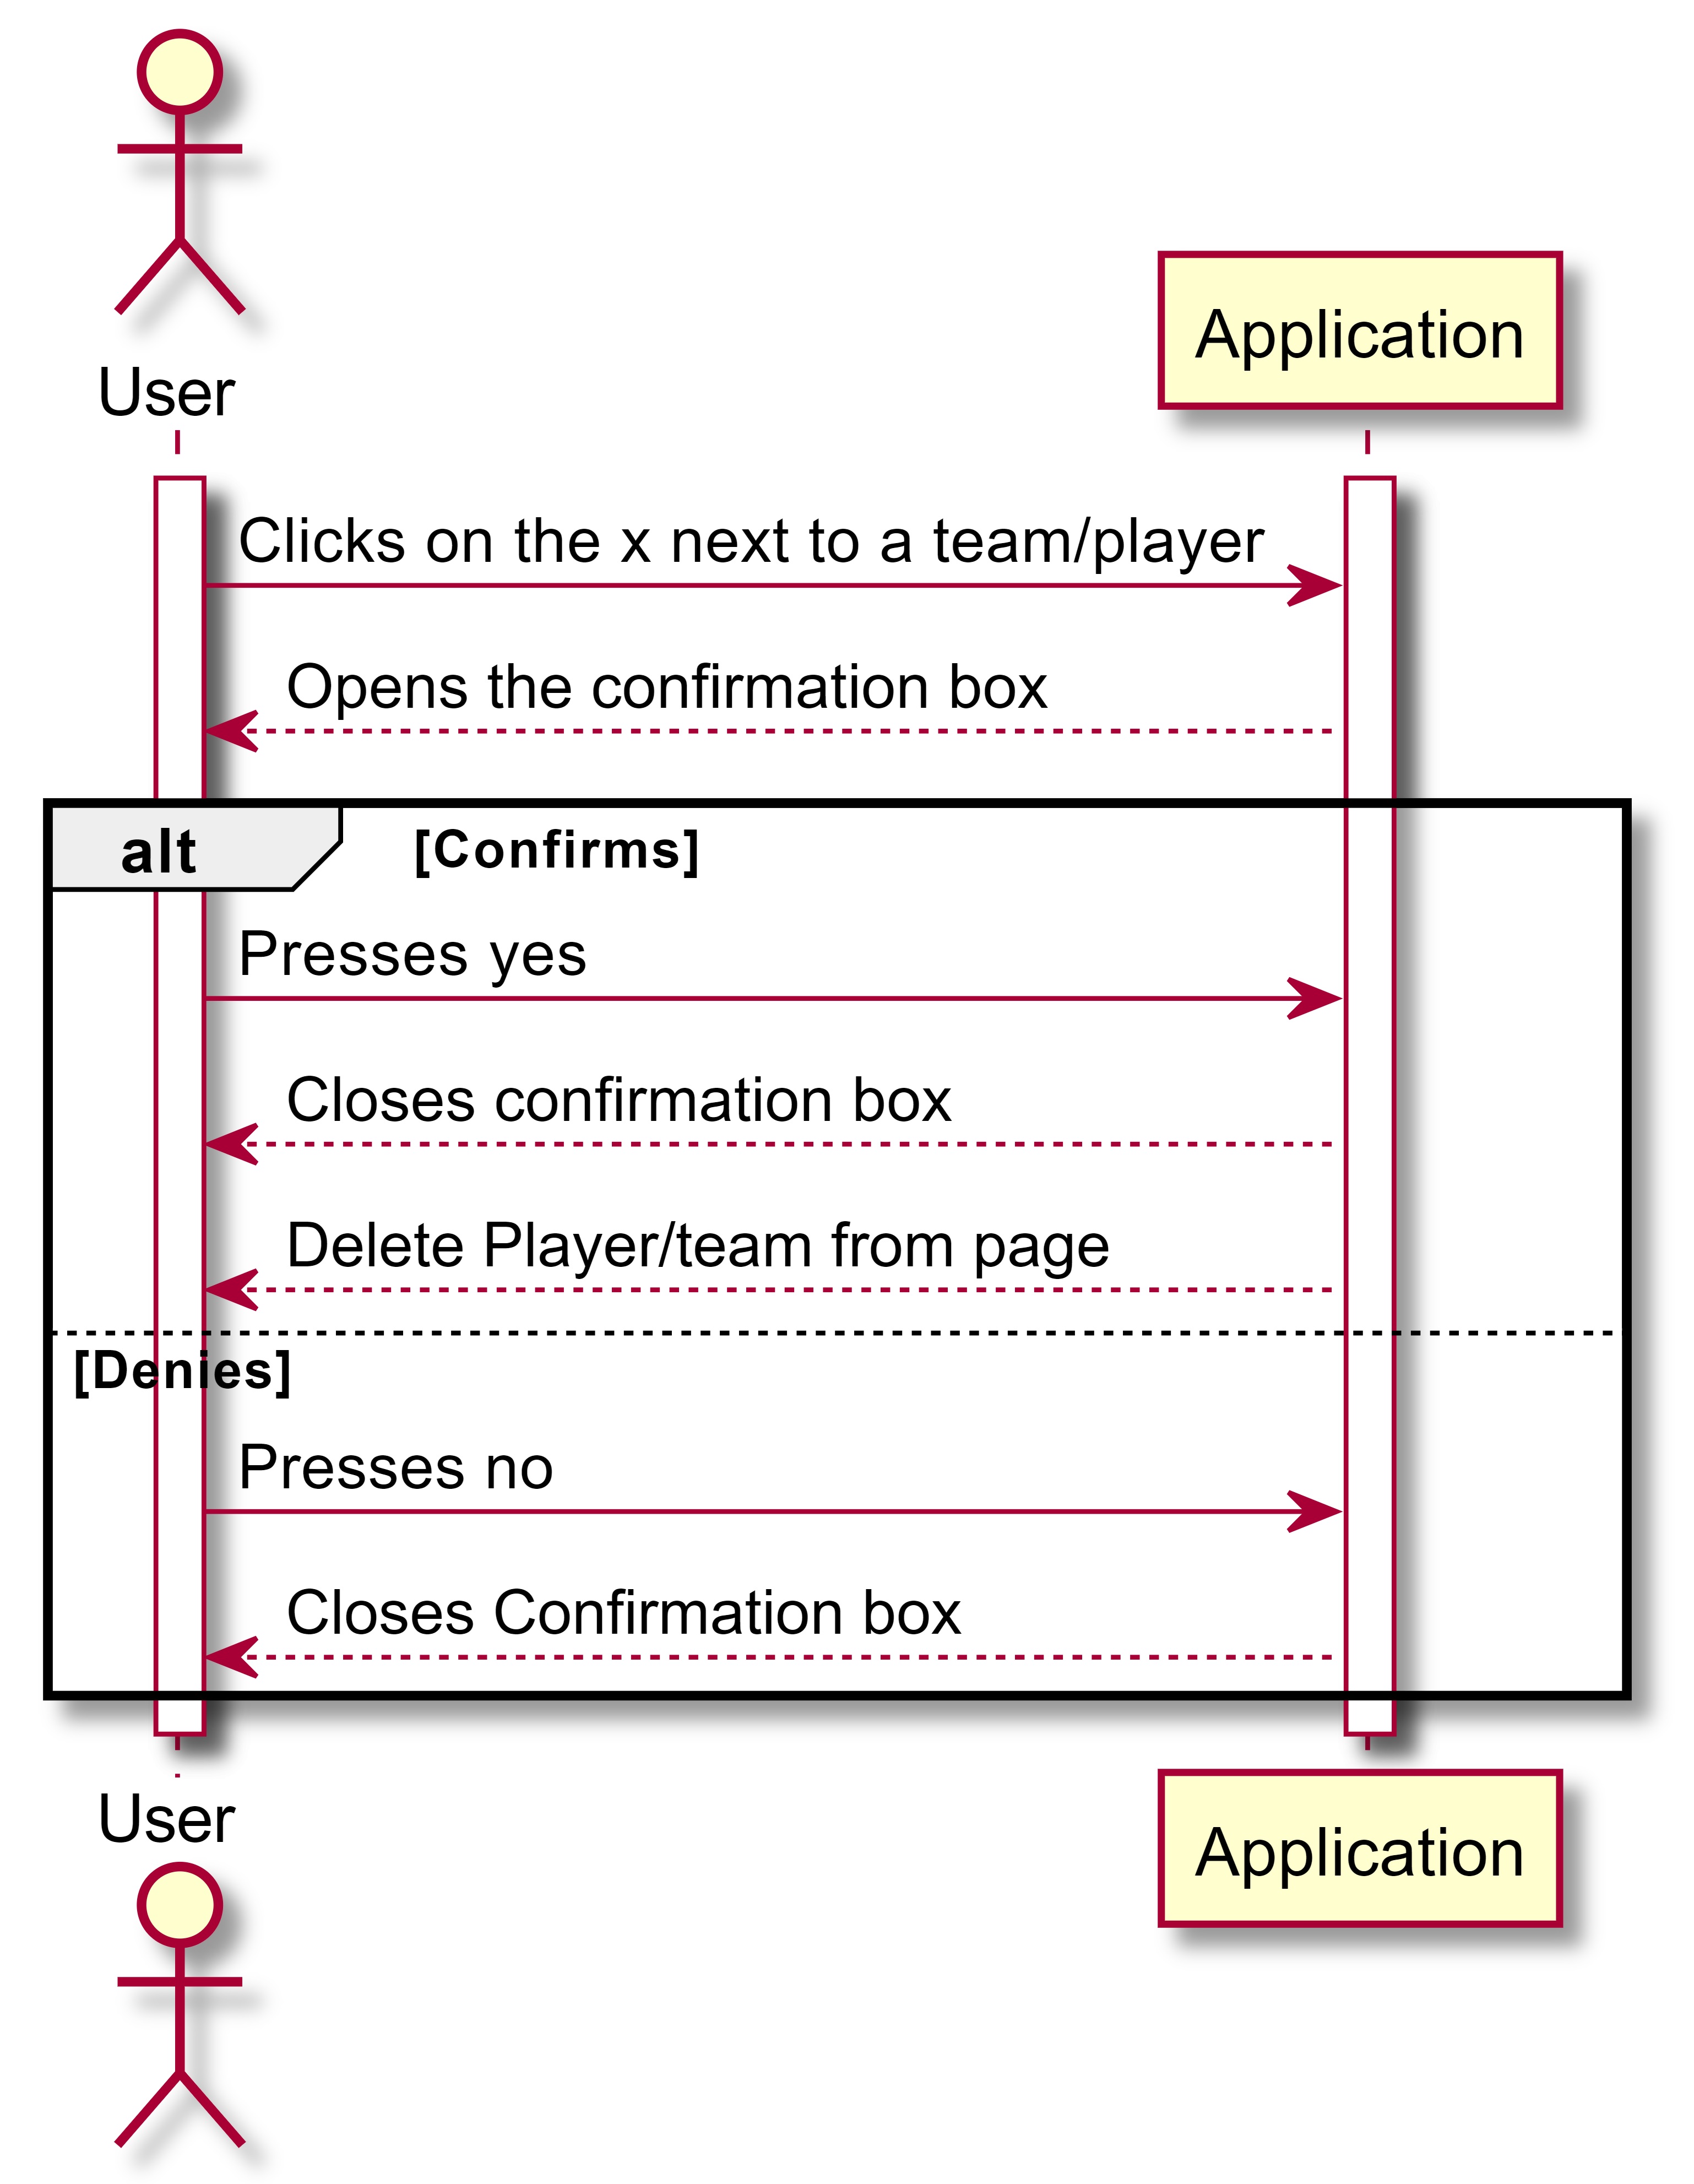 User
Application
Clicks on the x next to a team/player
Opens the confirmation box
alt
[Confirms]
Presses yes
Closes confirmation box
Delete Player/team from page
[Denies]
Presses no
Closes Confirmation box
User
Application